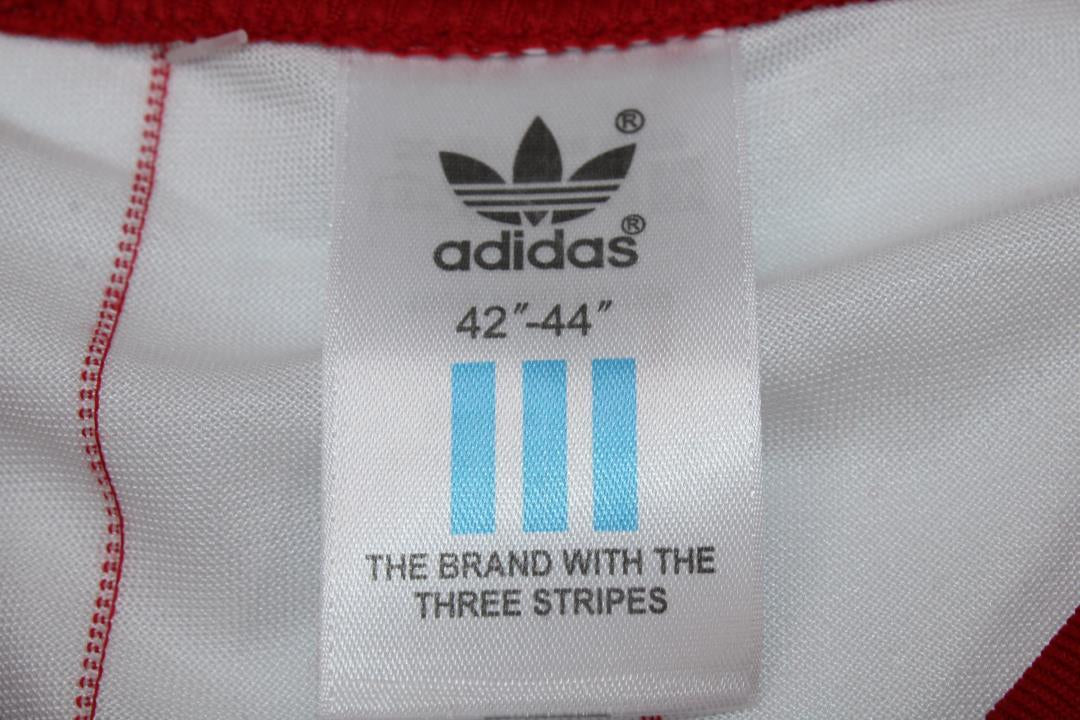 ®
adidas®
42"-44"
THE BRAND WITH THE
THREE STRIPES